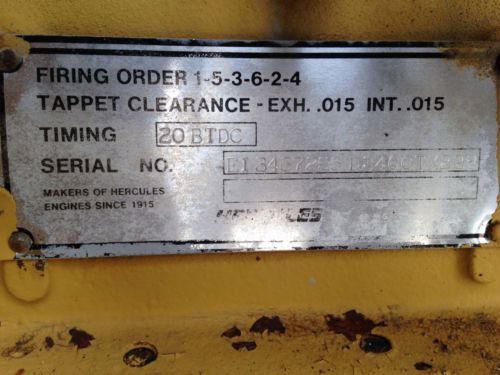 FIRING ORDER 1-5-3-6-2-4
TAPPET CLEARANCE - EXH. .015 INT. .015
TIMING 20 BTDC
SERIAL NO.
MAKERS OF HERCULES
ENGINES SINCE 1915
HERCULES